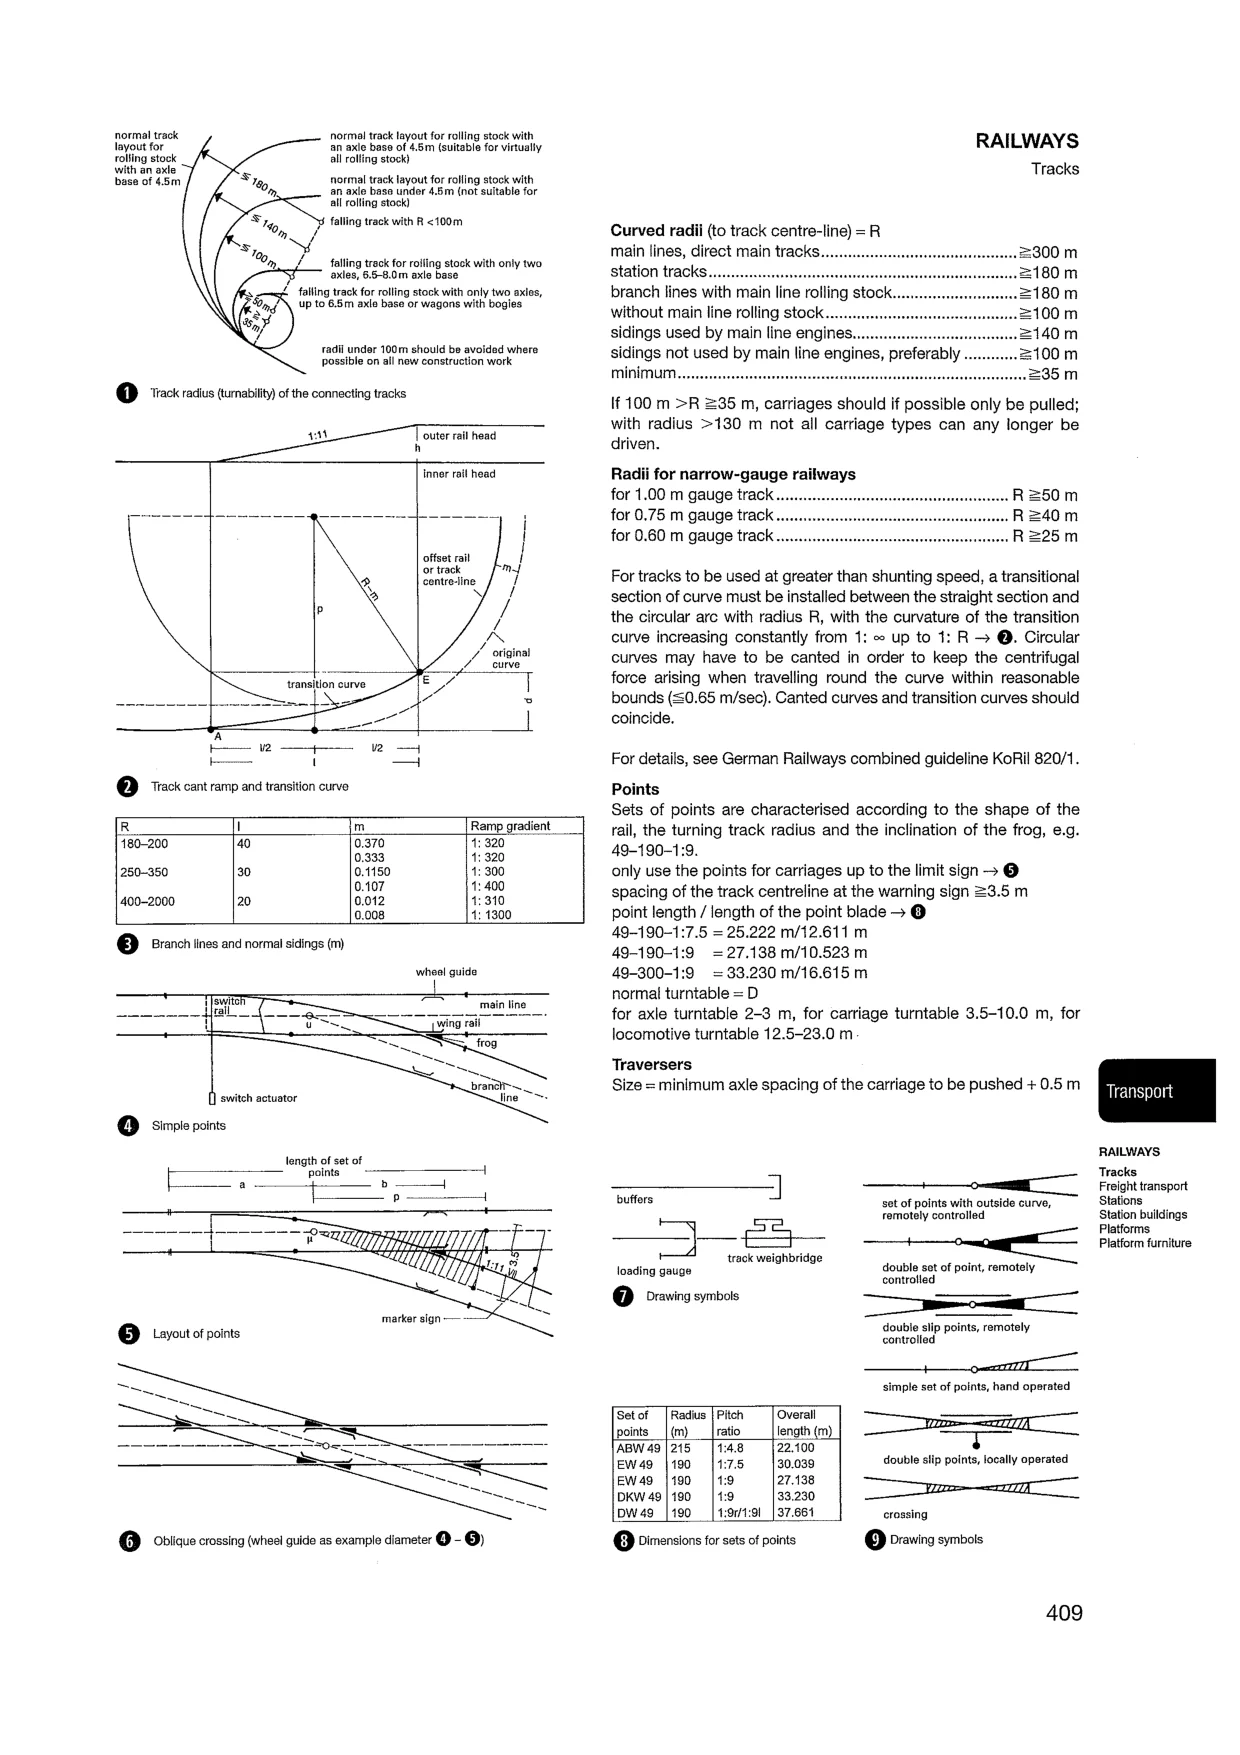 RAILWAYS
Tracks
normal track
layout for
rolling stock
with an axle
base of 4.5m
normal track layout for rolling stock with
an axle base of 4.5m (suitable for virtually
all rolling stock)
normal track layout for rolling stock with
an axle base under 4.5m (not suitable for
all rolling stock)
falling track with R <100m
falling track for rolling stock with only two
axles, 6.5–8.0m axle base
falling track for rolling stock with only two axles,
up to 6.5m axle base or wagons with bogies
radii under 100m should be avoided where
possible on all new construction work
≦ 180m
≦ 140m
≦ 100m
≧ 50m
≧ 35m
1 Track radius (turnability) of the connecting tracks
1:11
outer rail head
h
inner rail head
offset rail
or track
centre-line
m
R–m
p
original
curve
transition curve
E
d
A
l/2
l/2
l
2 Track cant ramp and transition curve
R l m Ramp gradient
180–200 40 0.370 1: 320
0.333 1: 320
250–350 30 0.1150 1: 300
0.107 1: 400
400–2000 20 0.012 1: 310
0.008 1: 1300
3 Branch lines and normal sidings (m)
wheel guide
switch
rail
main line
u
wing rail
frog
branch
line
switch actuator
4 Simple points
length of set of
points
a
b
p
μ
1:11
≧3.5
marker sign
5 Layout of points
6 Oblique crossing (wheel guide as example diameter 4 – 5)
Curved radii (to track centre-line) = R
main lines, direct main tracks............................................≧300 m
station tracks.....................................................................≧180 m
branch lines with main line rolling stock............................≧180 m
without main line rolling stock...........................................≧100 m
sidings used by main line engines.....................................≧140 m
sidings not used by main line engines, preferably ............≧100 m
minimum..............................................................................≧35 m
If 100 m >R ≧35 m, carriages should if possible only be pulled;
with radius >130 m not all carriage types can any longer be
driven.
Radii for narrow-gauge railways
for 1.00 m gauge track .................................................... R ≧50 m
for 0.75 m gauge track .................................................... R ≧40 m
for 0.60 m gauge track .................................................... R ≧25 m
For tracks to be used at greater than shunting speed, a transitional
section of curve must be installed between the straight section and
the circular arc with radius R, with the curvature of the transition
curve increasing constantly from 1: ∞ up to 1: R → 2. Circular
curves may have to be canted in order to keep the centrifugal
force arising when travelling round the curve within reasonable
bounds (≦0.65 m/sec). Canted curves and transition curves should
coincide.
For details, see German Railways combined guideline KoRil 820/1.
Points
Sets of points are characterised according to the shape of the
rail, the turning track radius and the inclination of the frog, e.g.
49–190–1:9.
only use the points for carriages up to the limit sign → 5
spacing of the track centreline at the warning sign ≧3.5 m
point length / length of the point blade → 8
49–190–1:7.5 = 25.222 m/12.611 m
49–190–1:9 = 27.138 m/10.523 m
49–300–1:9 = 33.230 m/16.615 m
normal turntable = D
for axle turntable 2–3 m, for carriage turntable 3.5–10.0 m, for
locomotive turntable 12.5–23.0 m
Traversers
Size = minimum axle spacing of the carriage to be pushed + 0.5 m
buffers
loading gauge
track weighbridge
7 Drawing symbols
Set of points Radius (m) Pitch ratio Overall length (m)
ABW 49 215 1:4.8 22.100
EW 49 190 1:7.5 30.039
EW 49 190 1:9 27.138
DKW 49 190 1:9 33.230
DW 49 190 1:9r/1:9l 37.661
8 Dimensions for sets of points
set of points with outside curve,
remotely controlled
double set of point, remotely
controlled
double slip points, remotely
controlled
simple set of points, hand operated
double slip points, locally operated
crossing
9 Drawing symbols
Transport
RAILWAYS
Tracks
Freight transport
Stations
Station buildings
Platforms
Platform furniture
409